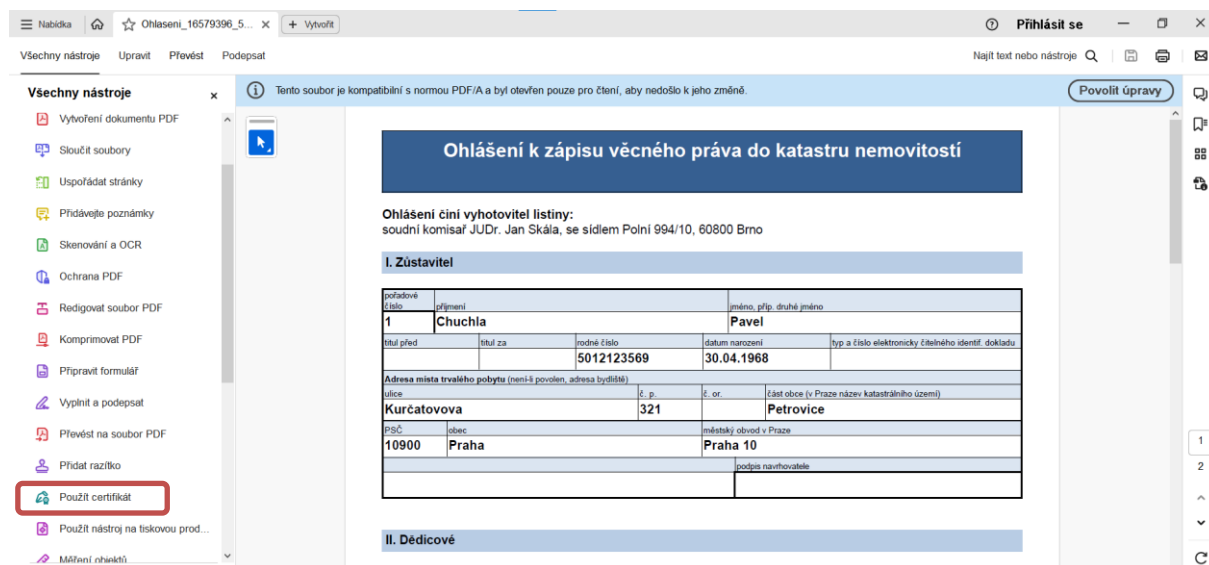 Nabídka
Ohlaseni_16579396_5...
+ Vytvořit
Přihlásit se
Všechny nástroje
Upravit
Převést
Podepsat
Najít text nebo nástroje
Všechny nástroje
Vytvoření dokumentu PDF
Sloučit soubory
Uspořádat stránky
Přidávejte poznámky
Skenování a OCR
Ochrana PDF
Redigovat soubor PDF
Komprimovat PDF
Připravit formulář
Vyplnit a podepsat
Převést na soubor PDF
Přidat razítko
Použít certifikát
Použít nástroj na tiskovou prod...
Měření objektů
Tento soubor je kompatibilní s normou PDF/A a byl otevřen pouze pro čtení, aby nedošlo k jeho změně.
Povolit úpravy
Ohlášení k zápisu věcného práva do katastru nemovitostí
Ohlášení činí vyhotovitel listiny:
soudní komisař JUDr. Jan Skála, se sídlem Polní 994/10, 60800 Brno
I. Zůstavitel
pořadové číslo
příjmení
jméno, příp. druhé jméno
1
Chuchla
Pavel
titul před
titul za
rodné číslo
datum narození
typ a číslo elektronicky čitelného identif. dokladu
5012123569
30.04.1968
Adresa místa trvalého pobytu (není-li povolen, adresa bydliště)
ulice
č. p.
č. or.
část obce (v Praze název katastrálního území)
Kurčatovova
321
Petrovice
PSČ
obec
městský obvod v Praze
10900
Praha
Praha 10
podpis navrhovatele
II. Dědicové
1
2